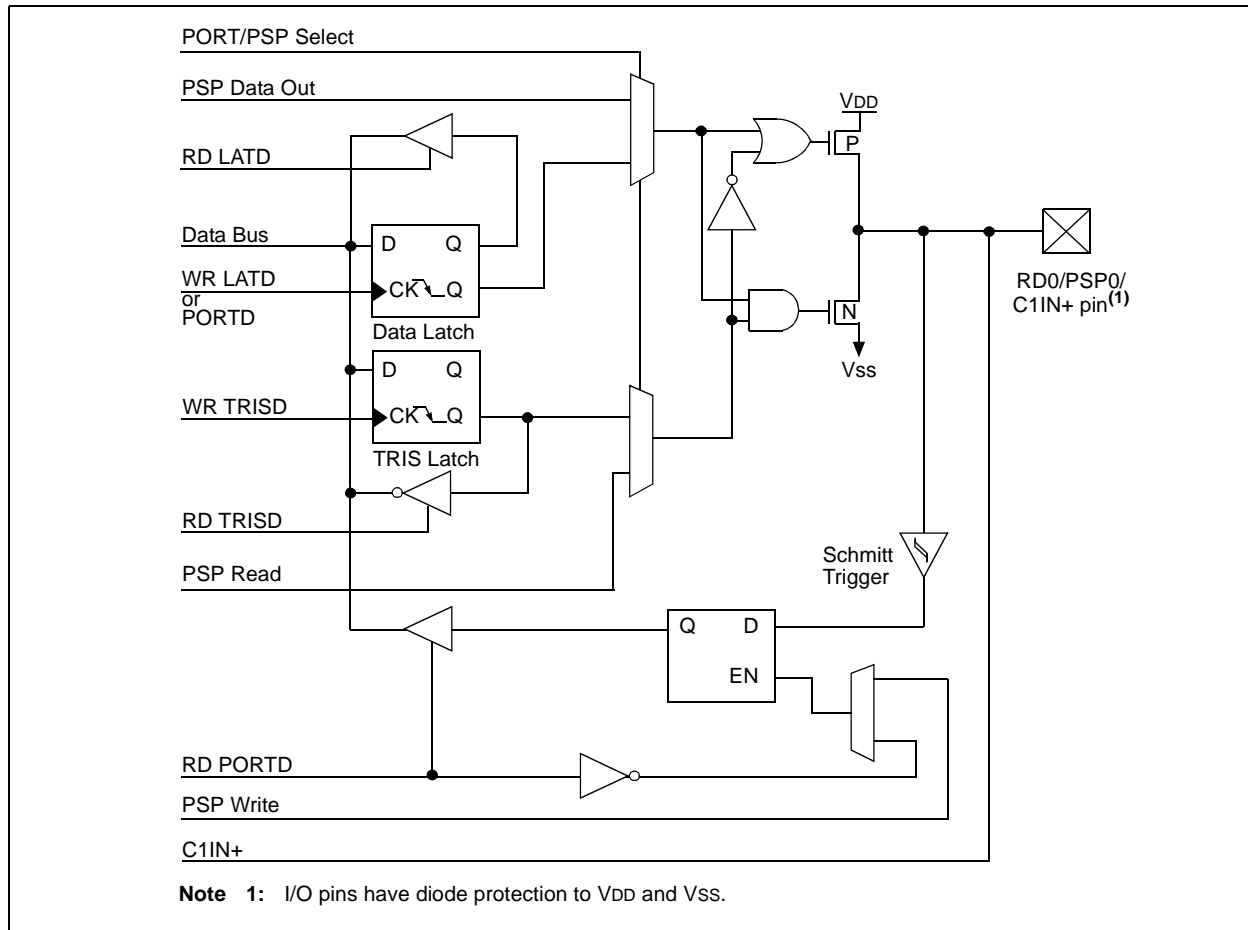 PORT/PSP Select
PSP Data Out
VDD
RD LATD
P
Data Bus
D Q
WR LATD
or
PORTD
CK Q
Data Latch
RD0/PSP0/
C1IN+ pin(1)
N
Vss
D Q
WR TRISD
CK Q
TRIS Latch
RD TRISD
Schmitt
Trigger
PSP Read
Q D
EN
RD PORTD
PSP Write
C1IN+
Note 1: I/O pins have diode protection to VDD and VSS.